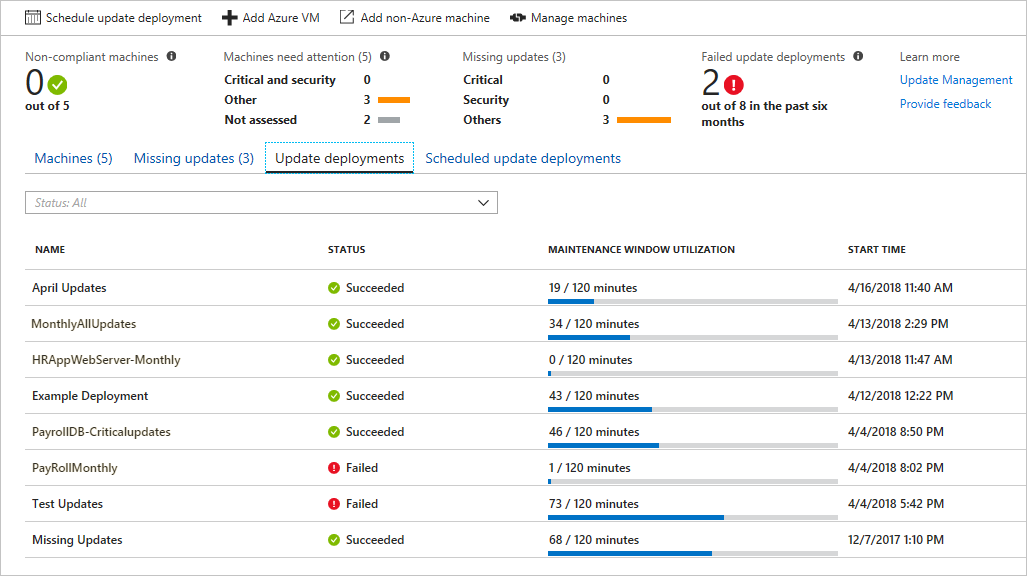 Schedule update deployment Add Azure VM Add non-Azure machine Manage machines
Non-compliant machines
0
out of 5
Machines need attention (5)
Critical and security 0
Other 3
Not assessed 2
Missing updates (3)
Critical 0
Security 0
Others 3
Failed update deployments
2
out of 8 in the past six
months
Learn more
Update Management
Provide feedback
Machines (5) Missing updates (3) Update deployments Scheduled update deployments
Status: All
NAME STATUS MAINTENANCE WINDOW UTILIZATION START TIME
April Updates Succeeded 19 / 120 minutes 4/16/2018 11:40 AM
MonthlyAllUpdates Succeeded 34 / 120 minutes 4/13/2018 2:29 PM
HRAppWebServer-Monthly Succeeded 0 / 120 minutes 4/13/2018 11:47 AM
Example Deployment Succeeded 43 / 120 minutes 4/12/2018 12:22 PM
PayrollDB-Criticalupdates Succeeded 46 / 120 minutes 4/4/2018 8:50 PM
PayRollMonthly Failed 1 / 120 minutes 4/4/2018 8:02 PM
Test Updates Failed 73 / 120 minutes 4/4/2018 5:42 PM
Missing Updates Succeeded 68 / 120 minutes 12/7/2017 1:10 PM